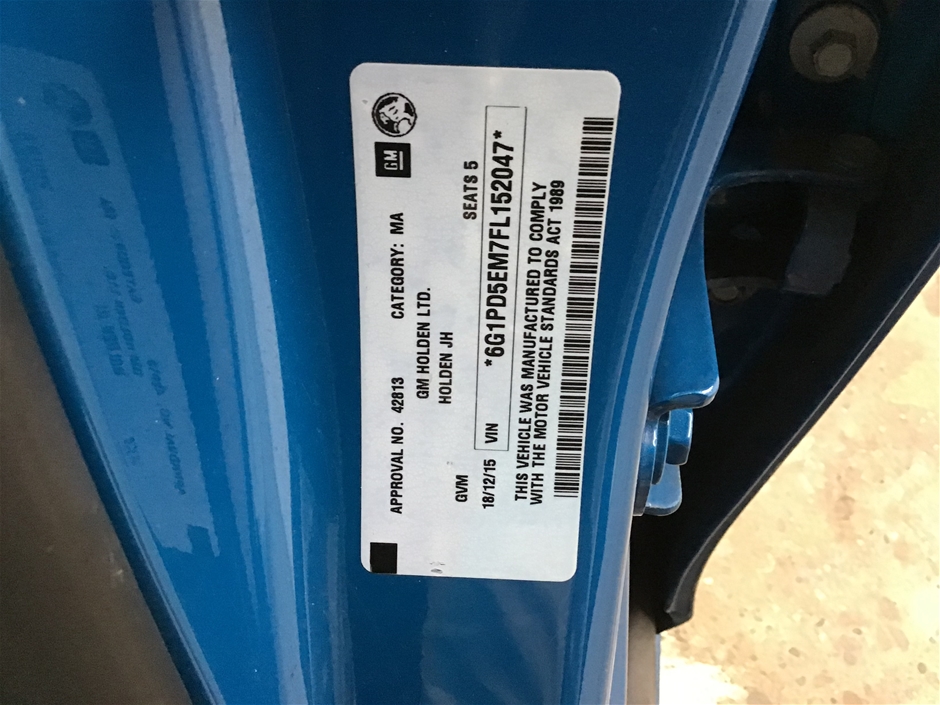 GM
APPROVAL NO. 42813 CATEGORY: MA
GM HOLDEN LTD.
HOLDEN JH
GVM SEATS 5
18/12/15 VIN *6G1PD5EM7FL152047*
THIS VEHICLE WAS MANUFACTURED TO COMPLY
WITH THE MOTOR VEHICLE STANDARDS ACT 1989